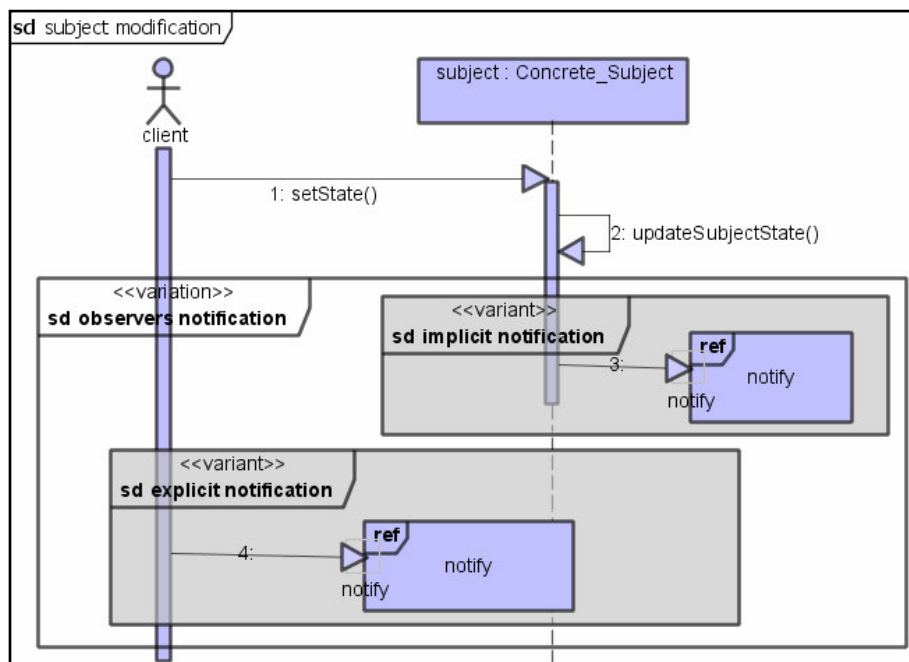 sd subject modification
subject : Concrete_Subject
client
1: setState()
2: updateSubjectState()
<<variation>>
sd observers notification
<<variant>>
sd implicit notification
ref
3:
notify
notify
<<variant>>
sd explicit notification
ref
4:
notify
notify